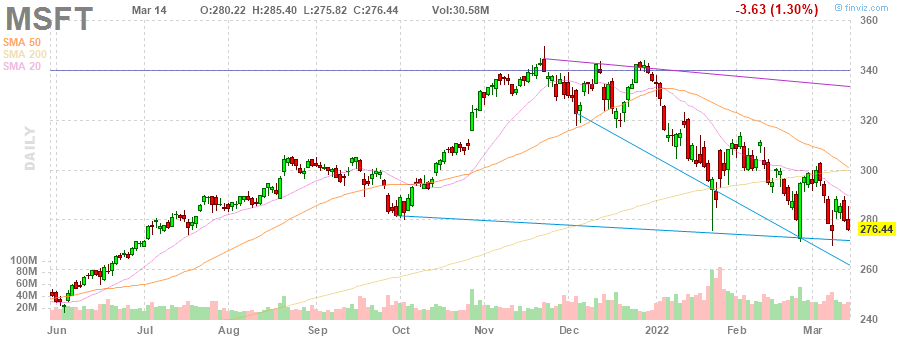 MSFT
Mar 14 O:280.22 H:285.40 L:275.82 C:276.44 Vol:30.58M
-3.63 (1.30%)
© finviz.com
SMA 50
SMA 200
SMA 20
DAILY
360
340
320
300
280
276.44
260
240
100M
80M
60M
40M
20M
Jun Jul Aug Sep Oct Nov Dec 2022 Feb Mar